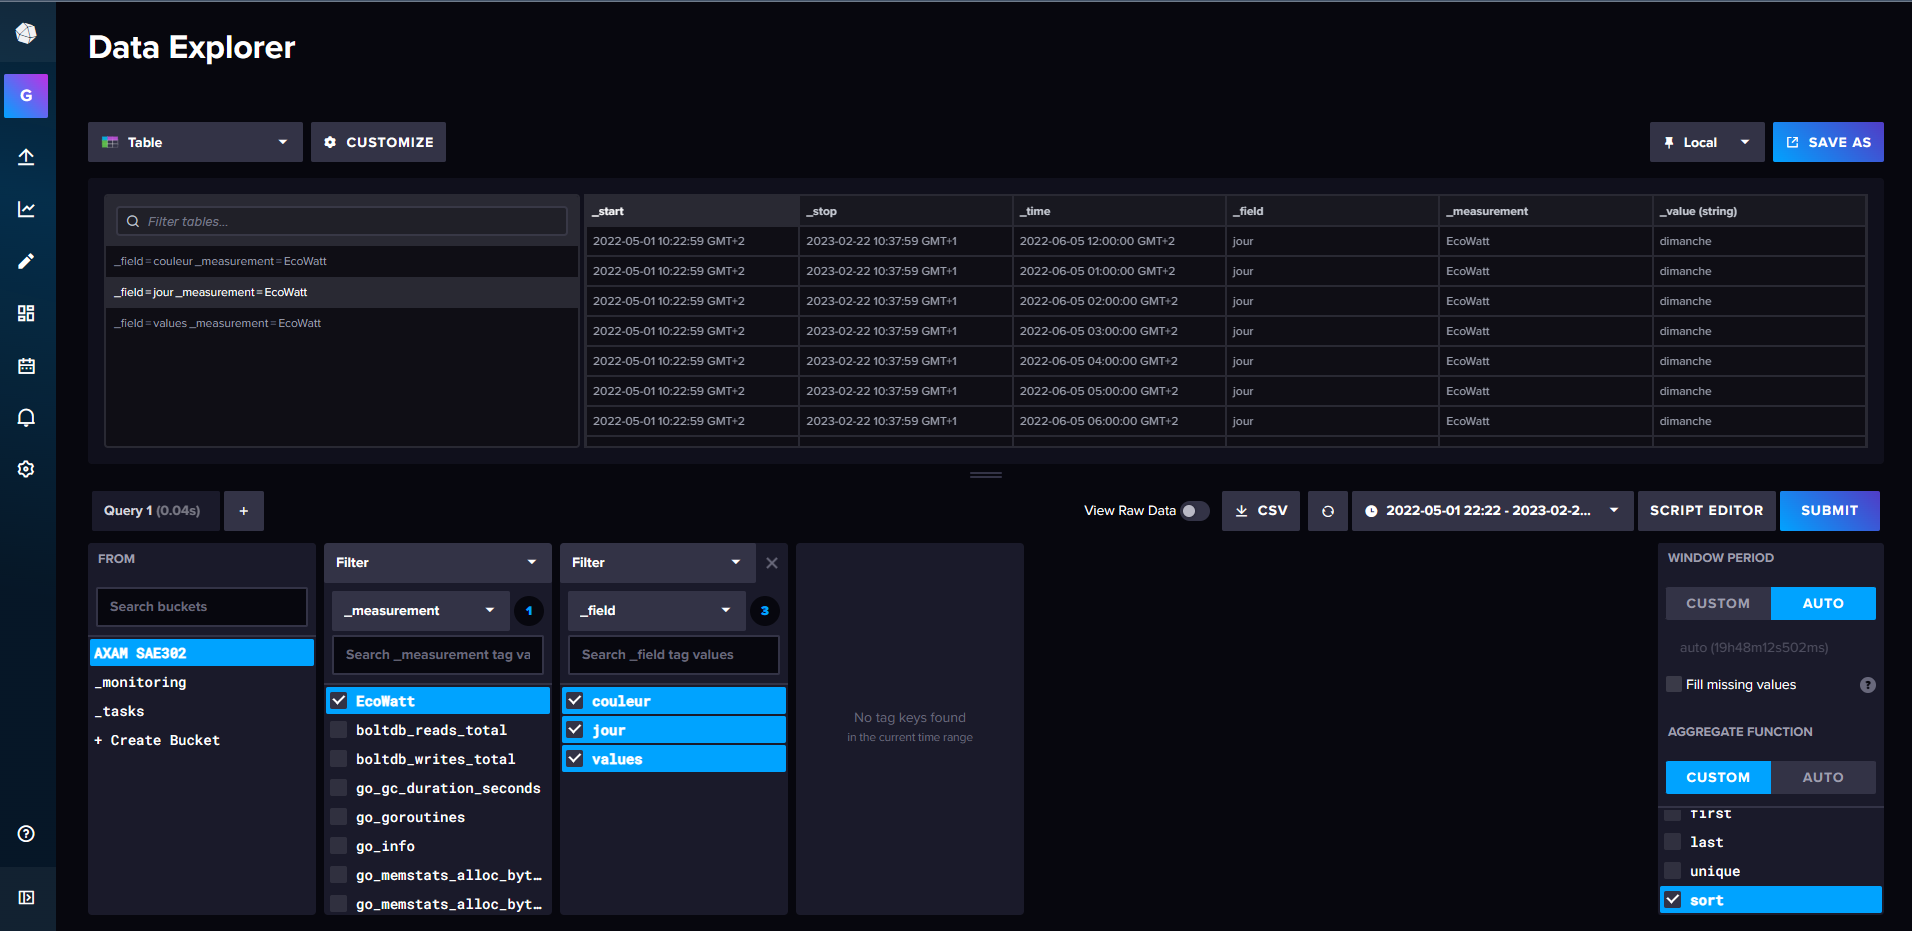 Data Explorer
G
Table
CUSTOMIZE
Local
SAVE AS
Filter tables...
_field=couleur _measurement=EcoWatt
_field=jour _measurement=EcoWatt
_field=values _measurement=EcoWatt
_start _stop _time _field _measurement _value (string)
2022-05-01 10:22:59 GMT+2 2023-02-22 10:37:59 GMT+1 2022-06-05 12:00:00 GMT+2 jour EcoWatt dimanche
2022-05-01 10:22:59 GMT+2 2023-02-22 10:37:59 GMT+1 2022-06-05 01:00:00 GMT+2 jour EcoWatt dimanche
2022-05-01 10:22:59 GMT+2 2023-02-22 10:37:59 GMT+1 2022-06-05 02:00:00 GMT+2 jour EcoWatt dimanche
2022-05-01 10:22:59 GMT+2 2023-02-22 10:37:59 GMT+1 2022-06-05 03:00:00 GMT+2 jour EcoWatt dimanche
2022-05-01 10:22:59 GMT+2 2023-02-22 10:37:59 GMT+1 2022-06-05 04:00:00 GMT+2 jour EcoWatt dimanche
2022-05-01 10:22:59 GMT+2 2023-02-22 10:37:59 GMT+1 2022-06-05 05:00:00 GMT+2 jour EcoWatt dimanche
2022-05-01 10:22:59 GMT+2 2023-02-22 10:37:59 GMT+1 2022-06-05 06:00:00 GMT+2 jour EcoWatt dimanche
Query 1 (0.04s)
+
View Raw Data
CSV
2022-05-01 22:22 - 2023-02-2...
SCRIPT EDITOR
SUBMIT
FROM
Search buckets
AXAM SAE302
_monitoring
_tasks
+ Create Bucket
Filter
_measurement
1
Search _measurement tag va
EcoWatt
boltdb_reads_total
boltdb_writes_total
go_gc_duration_seconds
go_goroutines
go_info
go_memstats_alloc_byt...
go_memstats_alloc_byt...
Filter
_field
3
Search _field tag values
couleur
jour
values
No tag keys found
in the current time range
WINDOW PERIOD
CUSTOM
AUTO
auto (19h48m12s502ms)
Fill missing values
?
AGGREGATE FUNCTION
CUSTOM
AUTO
first
last
unique
sort